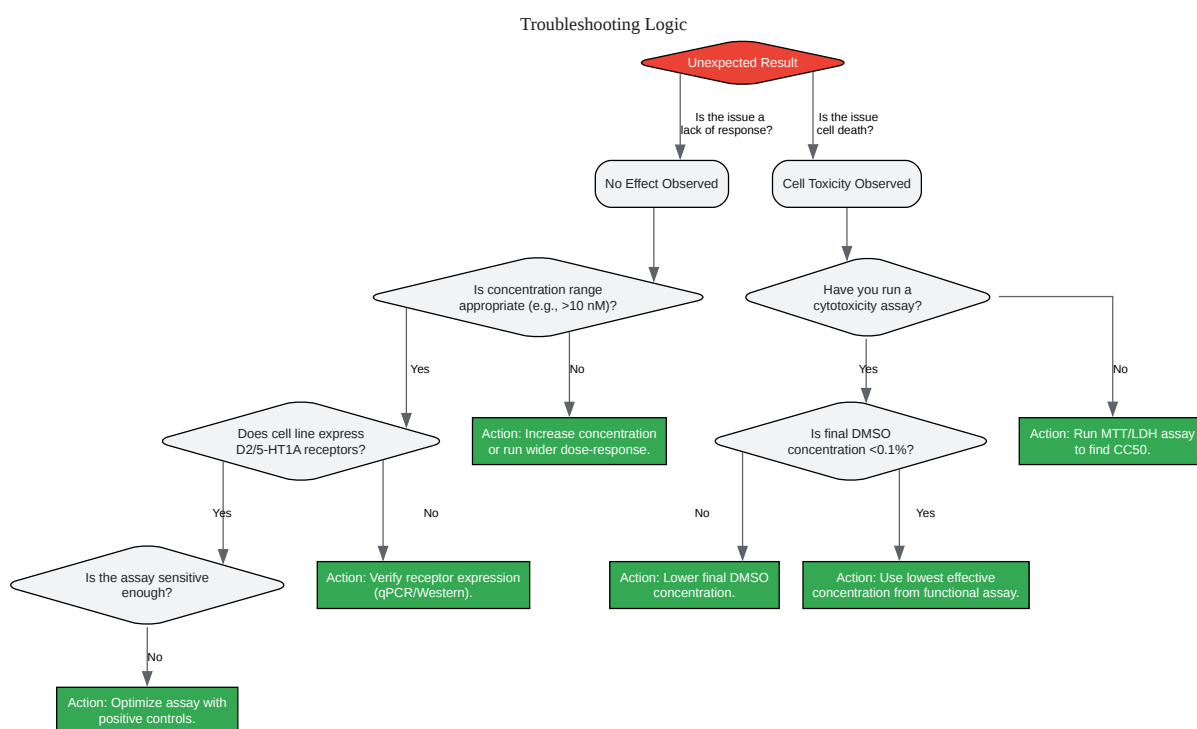 Troubleshooting Logic
Unexpected Result
Is the issue a
lack of response?
Is the issue
cell death?
No Effect Observed
Cell Toxicity Observed
Is concentration range
appropriate (e.g., >10 nM)?
Have you run a
cytotoxicity assay?
Yes
No
Yes
No
Does cell line express
D2/5-HT1A receptors?
Action: Increase concentration
or run wider dose-response.
Is final DMSO
concentration <0.1%?
Action: Run MTT/LDH assay
to find CC50.
Yes
No
No
Yes
Is the assay sensitive
enough?
Action: Verify receptor expression
(qPCR/Western).
Action: Lower final DMSO
concentration.
Action: Use lowest effective
concentration from functional assay.
No
Action: Optimize assay with
positive controls.